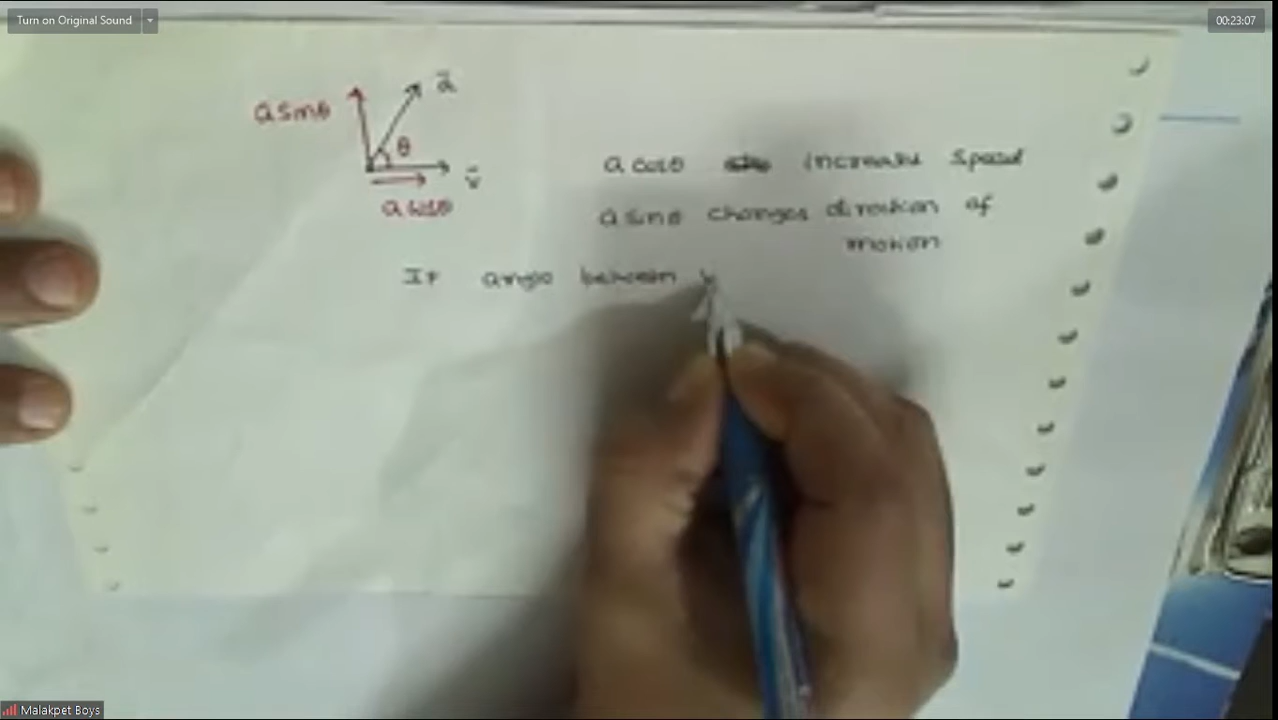 Turn on Original Sound
00:23:07
a⃗
a sinθ
θ
v⃗
a cosθ
a cosθ increase speed
a sinθ changes direction of
motion
If angle between v
Malakpet Boys